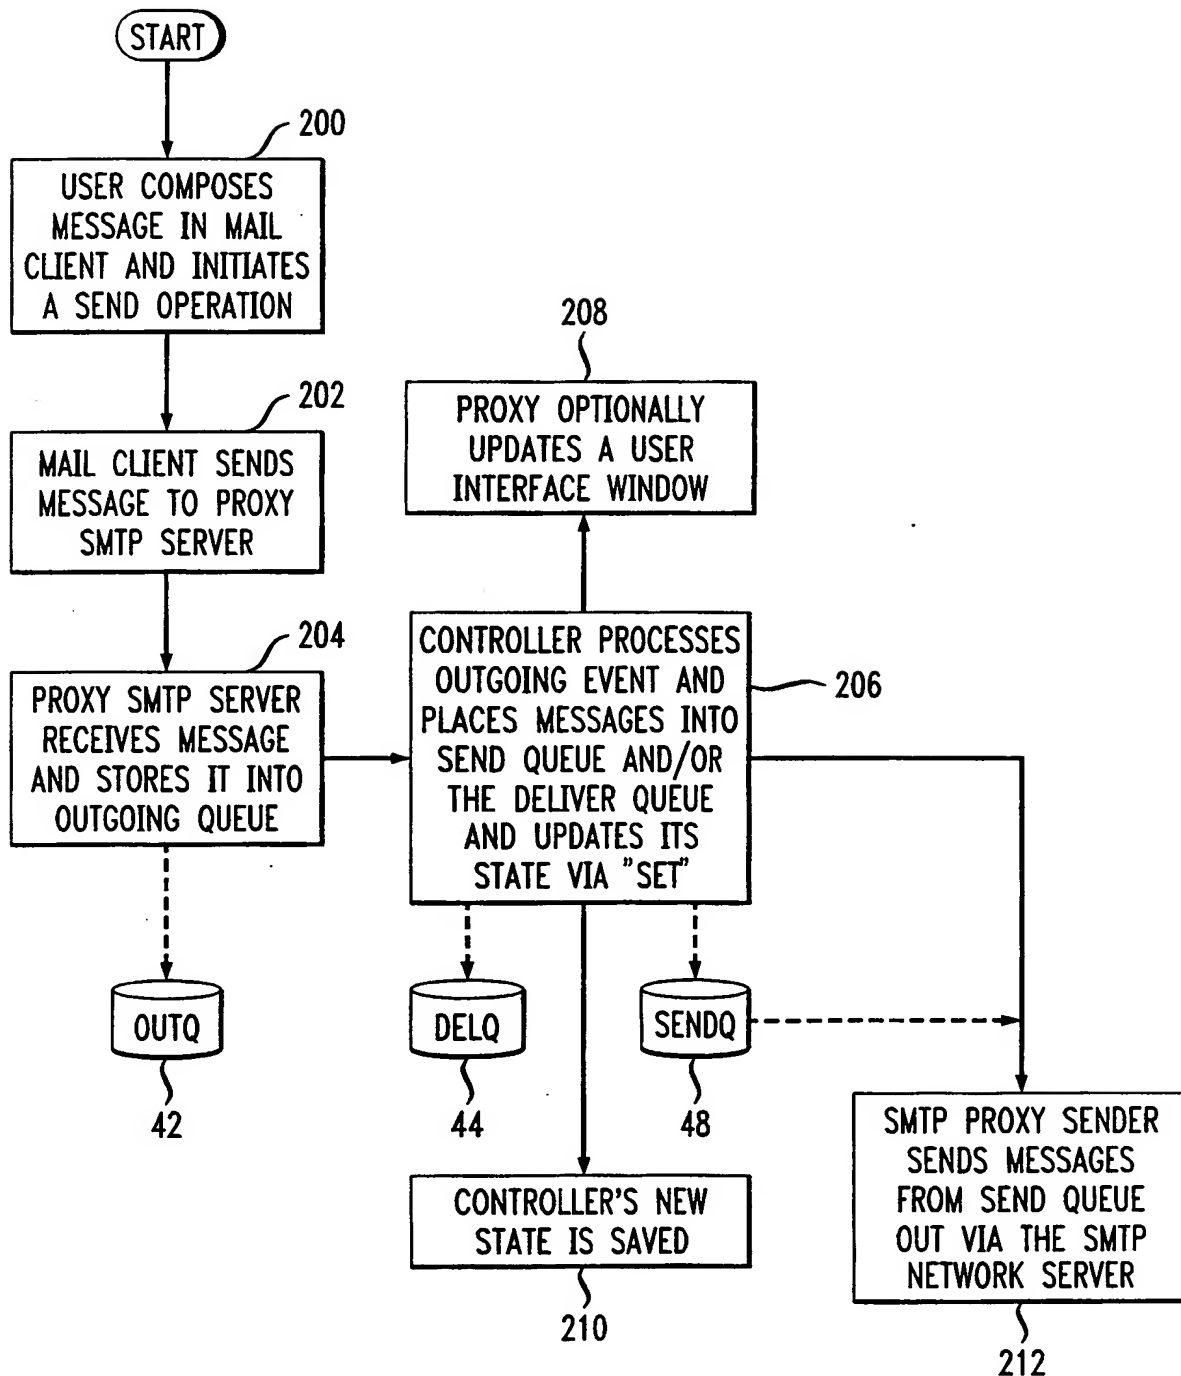 START
200
USER COMPOSES
MESSAGE IN MAIL
CLIENT AND INITIATES
A SEND OPERATION
202
MAIL CLIENT SENDS
MESSAGE TO PROXY
SMTP SERVER
204
PROXY SMTP SERVER
RECEIVES MESSAGE
AND STORES IT INTO
OUTGOING QUEUE
208
PROXY OPTIONALLY
UPDATES A USER
INTERFACE WINDOW
CONTROLLER PROCESSES
OUTGOING EVENT AND
PLACES MESSAGES INTO
SEND QUEUE AND/OR
THE DELIVER QUEUE
AND UPDATES ITS
STATE VIA "SET"
206
OUTQ
42
DELQ
44
SENDQ
48
CONTROLLER'S NEW
STATE IS SAVED
210
SMTP PROXY SENDER
SENDS MESSAGES
FROM SEND QUEUE
OUT VIA THE SMTP
NETWORK SERVER
212